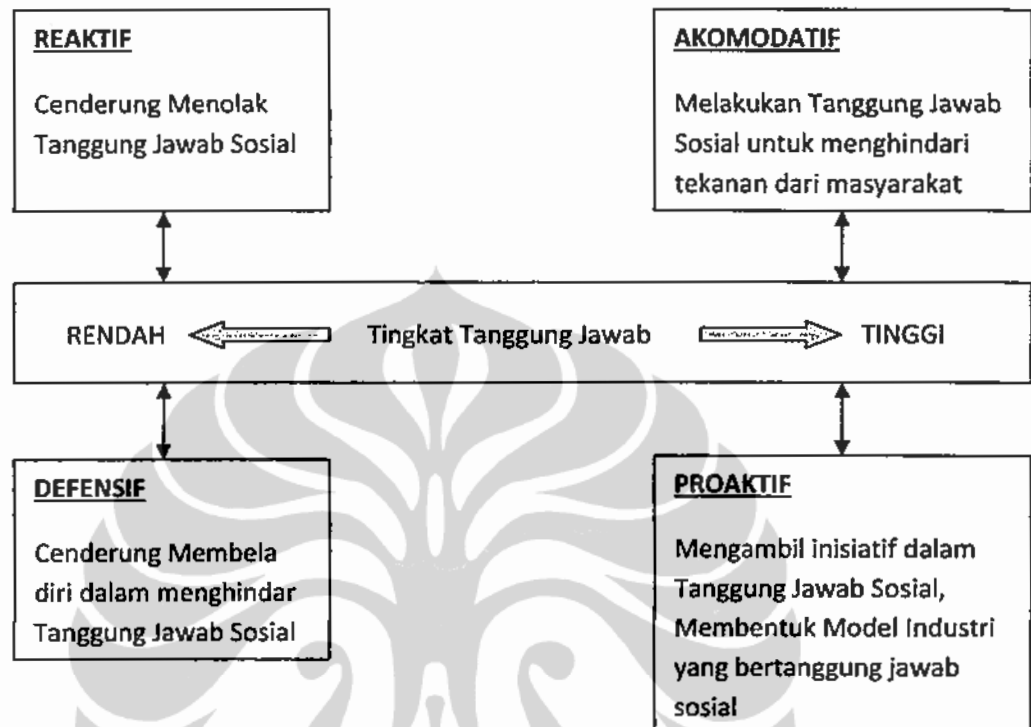 REAKTIF
Cenderung Menolak
Tanggung Jawab Sosial
AKOMODATIF
Melakukan Tanggung Jawab
Sosial untuk menghindari
tekanan dari masyarakat
RENDAH
Tingkat Tanggung Jawab
TINGGI
DEFENSIF
Cenderung Membela
diri dalam menghindar
Tanggung Jawab Sosial
PROAKTIF
Mengambil inisiatif dalam
Tanggung Jawab Sosial,
Membentuk Model Industri
yang bertanggung jawab
sosial